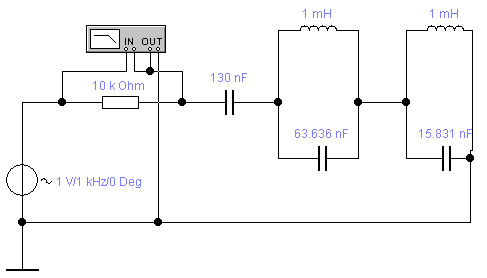 1 mH
1 mH
IN OUT
10 k Ohm
130 nF
63.636 nF
15.831 nF
1 V/1 kHz/0 Deg